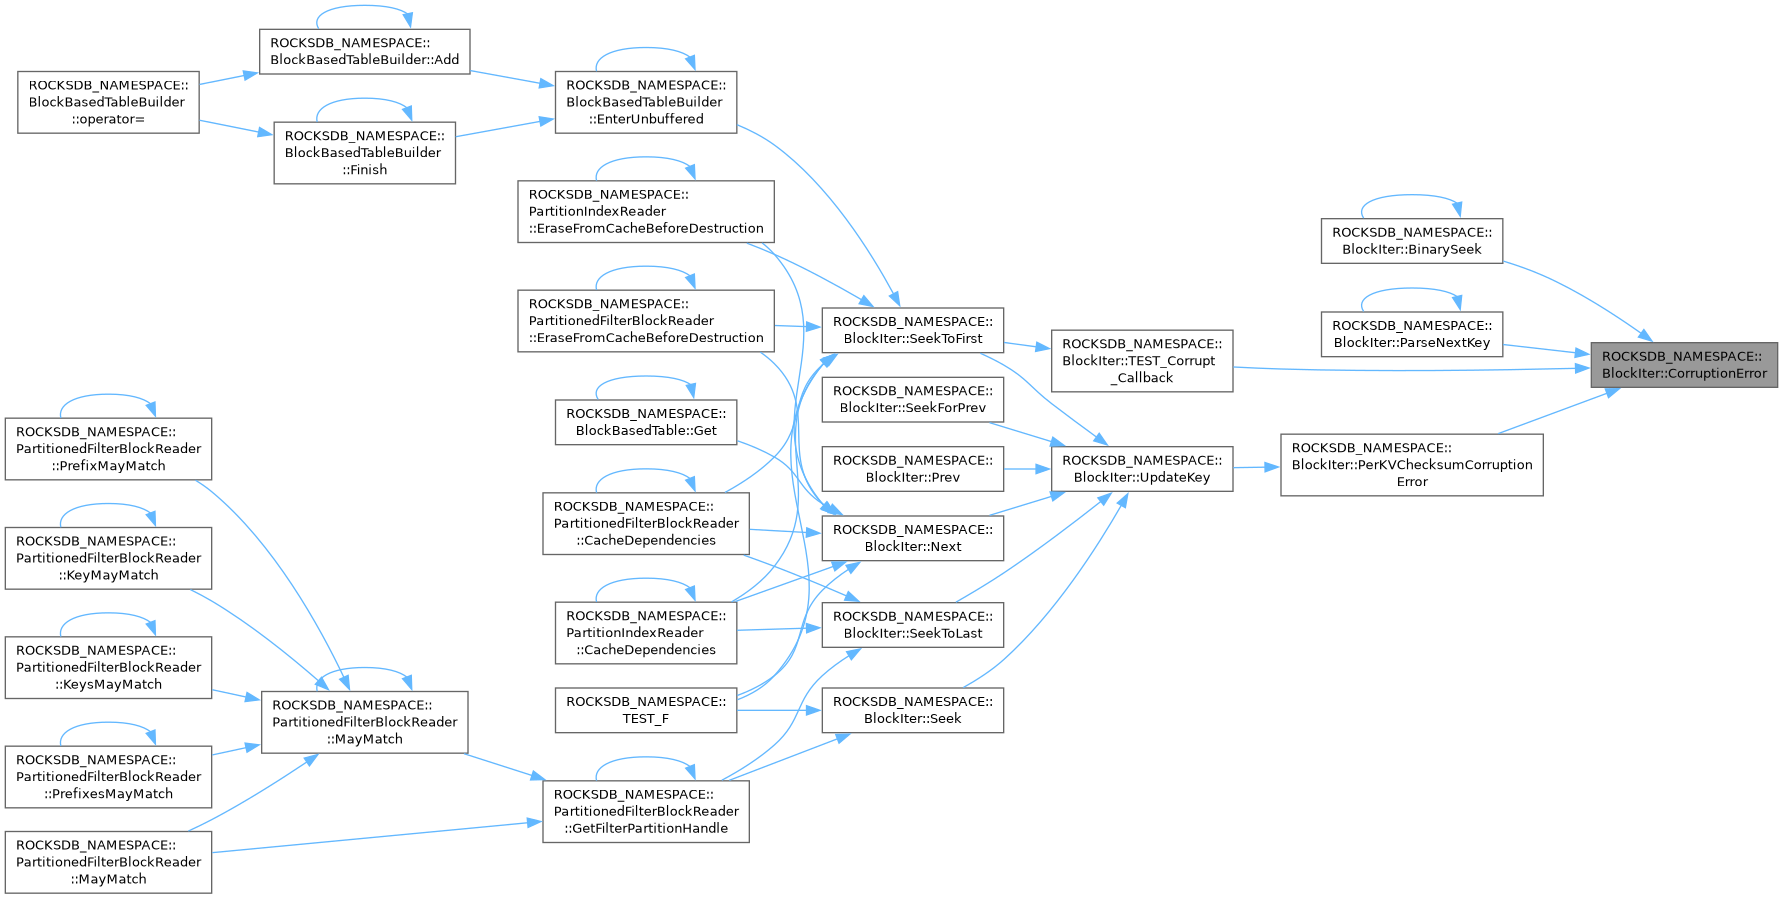 ROCKSDB_NAMESPACE::
BlockBasedTableBuilder
::operator=
ROCKSDB_NAMESPACE::
BlockBasedTableBuilder::Add
ROCKSDB_NAMESPACE::
BlockBasedTableBuilder
::Finish
ROCKSDB_NAMESPACE::
BlockBasedTableBuilder
::EnterUnbuffered
ROCKSDB_NAMESPACE::
PartitionIndexReader
::EraseFromCacheBeforeDestruction
ROCKSDB_NAMESPACE::
PartitionedFilterBlockReader
::EraseFromCacheBeforeDestruction
ROCKSDB_NAMESPACE::
BlockBasedTable::Get
ROCKSDB_NAMESPACE::
PartitionedFilterBlockReader
::CacheDependencies
ROCKSDB_NAMESPACE::
PartitionIndexReader
::CacheDependencies
ROCKSDB_NAMESPACE::
TEST_F
ROCKSDB_NAMESPACE::
PartitionedFilterBlockReader
::GetFilterPartitionHandle
ROCKSDB_NAMESPACE::
PartitionedFilterBlockReader
::PrefixMayMatch
ROCKSDB_NAMESPACE::
PartitionedFilterBlockReader
::KeyMayMatch
ROCKSDB_NAMESPACE::
PartitionedFilterBlockReader
::KeysMayMatch
ROCKSDB_NAMESPACE::
PartitionedFilterBlockReader
::PrefixesMayMatch
ROCKSDB_NAMESPACE::
PartitionedFilterBlockReader
::MayMatch
ROCKSDB_NAMESPACE::
PartitionedFilterBlockReader
::MayMatch
ROCKSDB_NAMESPACE::
BlockIter::SeekToFirst
ROCKSDB_NAMESPACE::
BlockIter::SeekForPrev
ROCKSDB_NAMESPACE::
BlockIter::Prev
ROCKSDB_NAMESPACE::
BlockIter::Next
ROCKSDB_NAMESPACE::
BlockIter::SeekToLast
ROCKSDB_NAMESPACE::
BlockIter::Seek
ROCKSDB_NAMESPACE::
BlockIter::TEST_Corrupt
_Callback
ROCKSDB_NAMESPACE::
BlockIter::UpdateKey
ROCKSDB_NAMESPACE::
BlockIter::BinarySeek
ROCKSDB_NAMESPACE::
BlockIter::ParseNextKey
ROCKSDB_NAMESPACE::
BlockIter::PerKVChecksumCorruption
Error
ROCKSDB_NAMESPACE::
BlockIter::CorruptionError